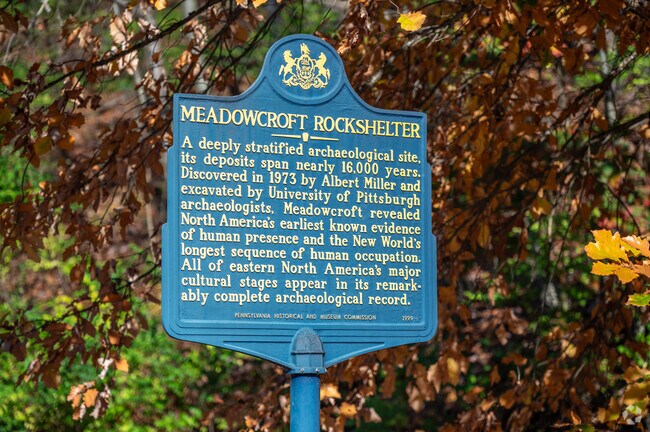 MEADOWCROFT ROCKSHELTER
A deeply stratified archaeological site,
its deposits span nearly 16,000 years.
Discovered in 1973 by Albert Miller and
excavated by University of Pittsburgh
archaeologists, Meadowcroft revealed
North America's earliest known evidence
of human presence and the New World's
longest sequence of human occupation.
All of eastern North America's major
cultural stages appear in its remark-
ably complete archaeological record.
PENNSYLVANIA HISTORICAL AND MUSEUM COMMISSION 1999